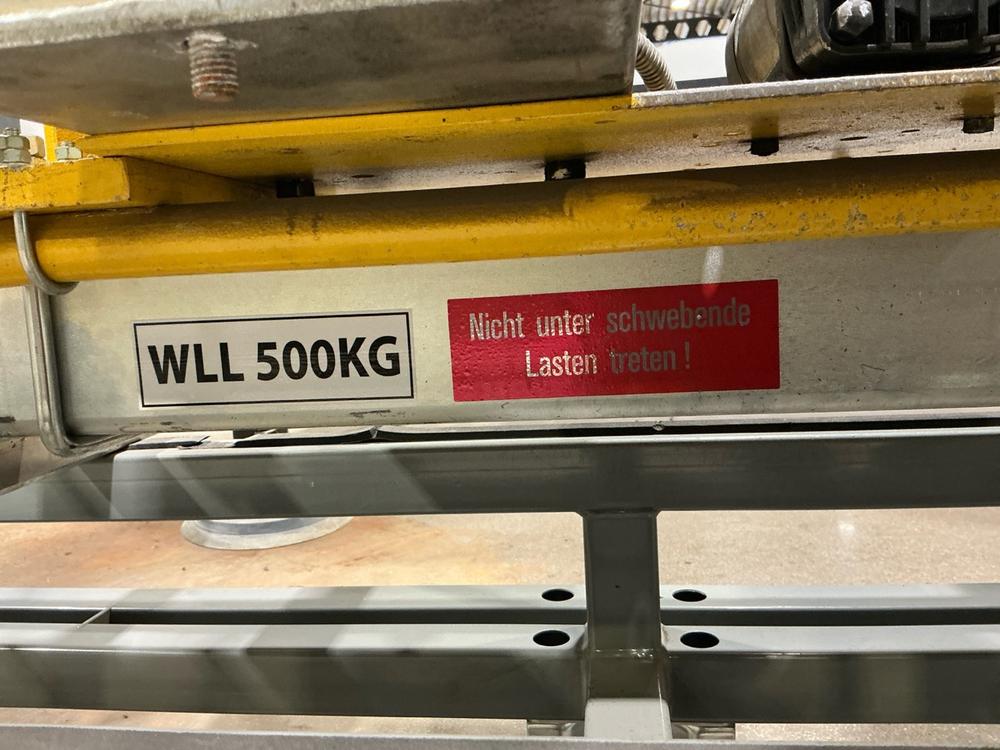 WLL 500KG
Nicht unter schwebende
Lasten treten !